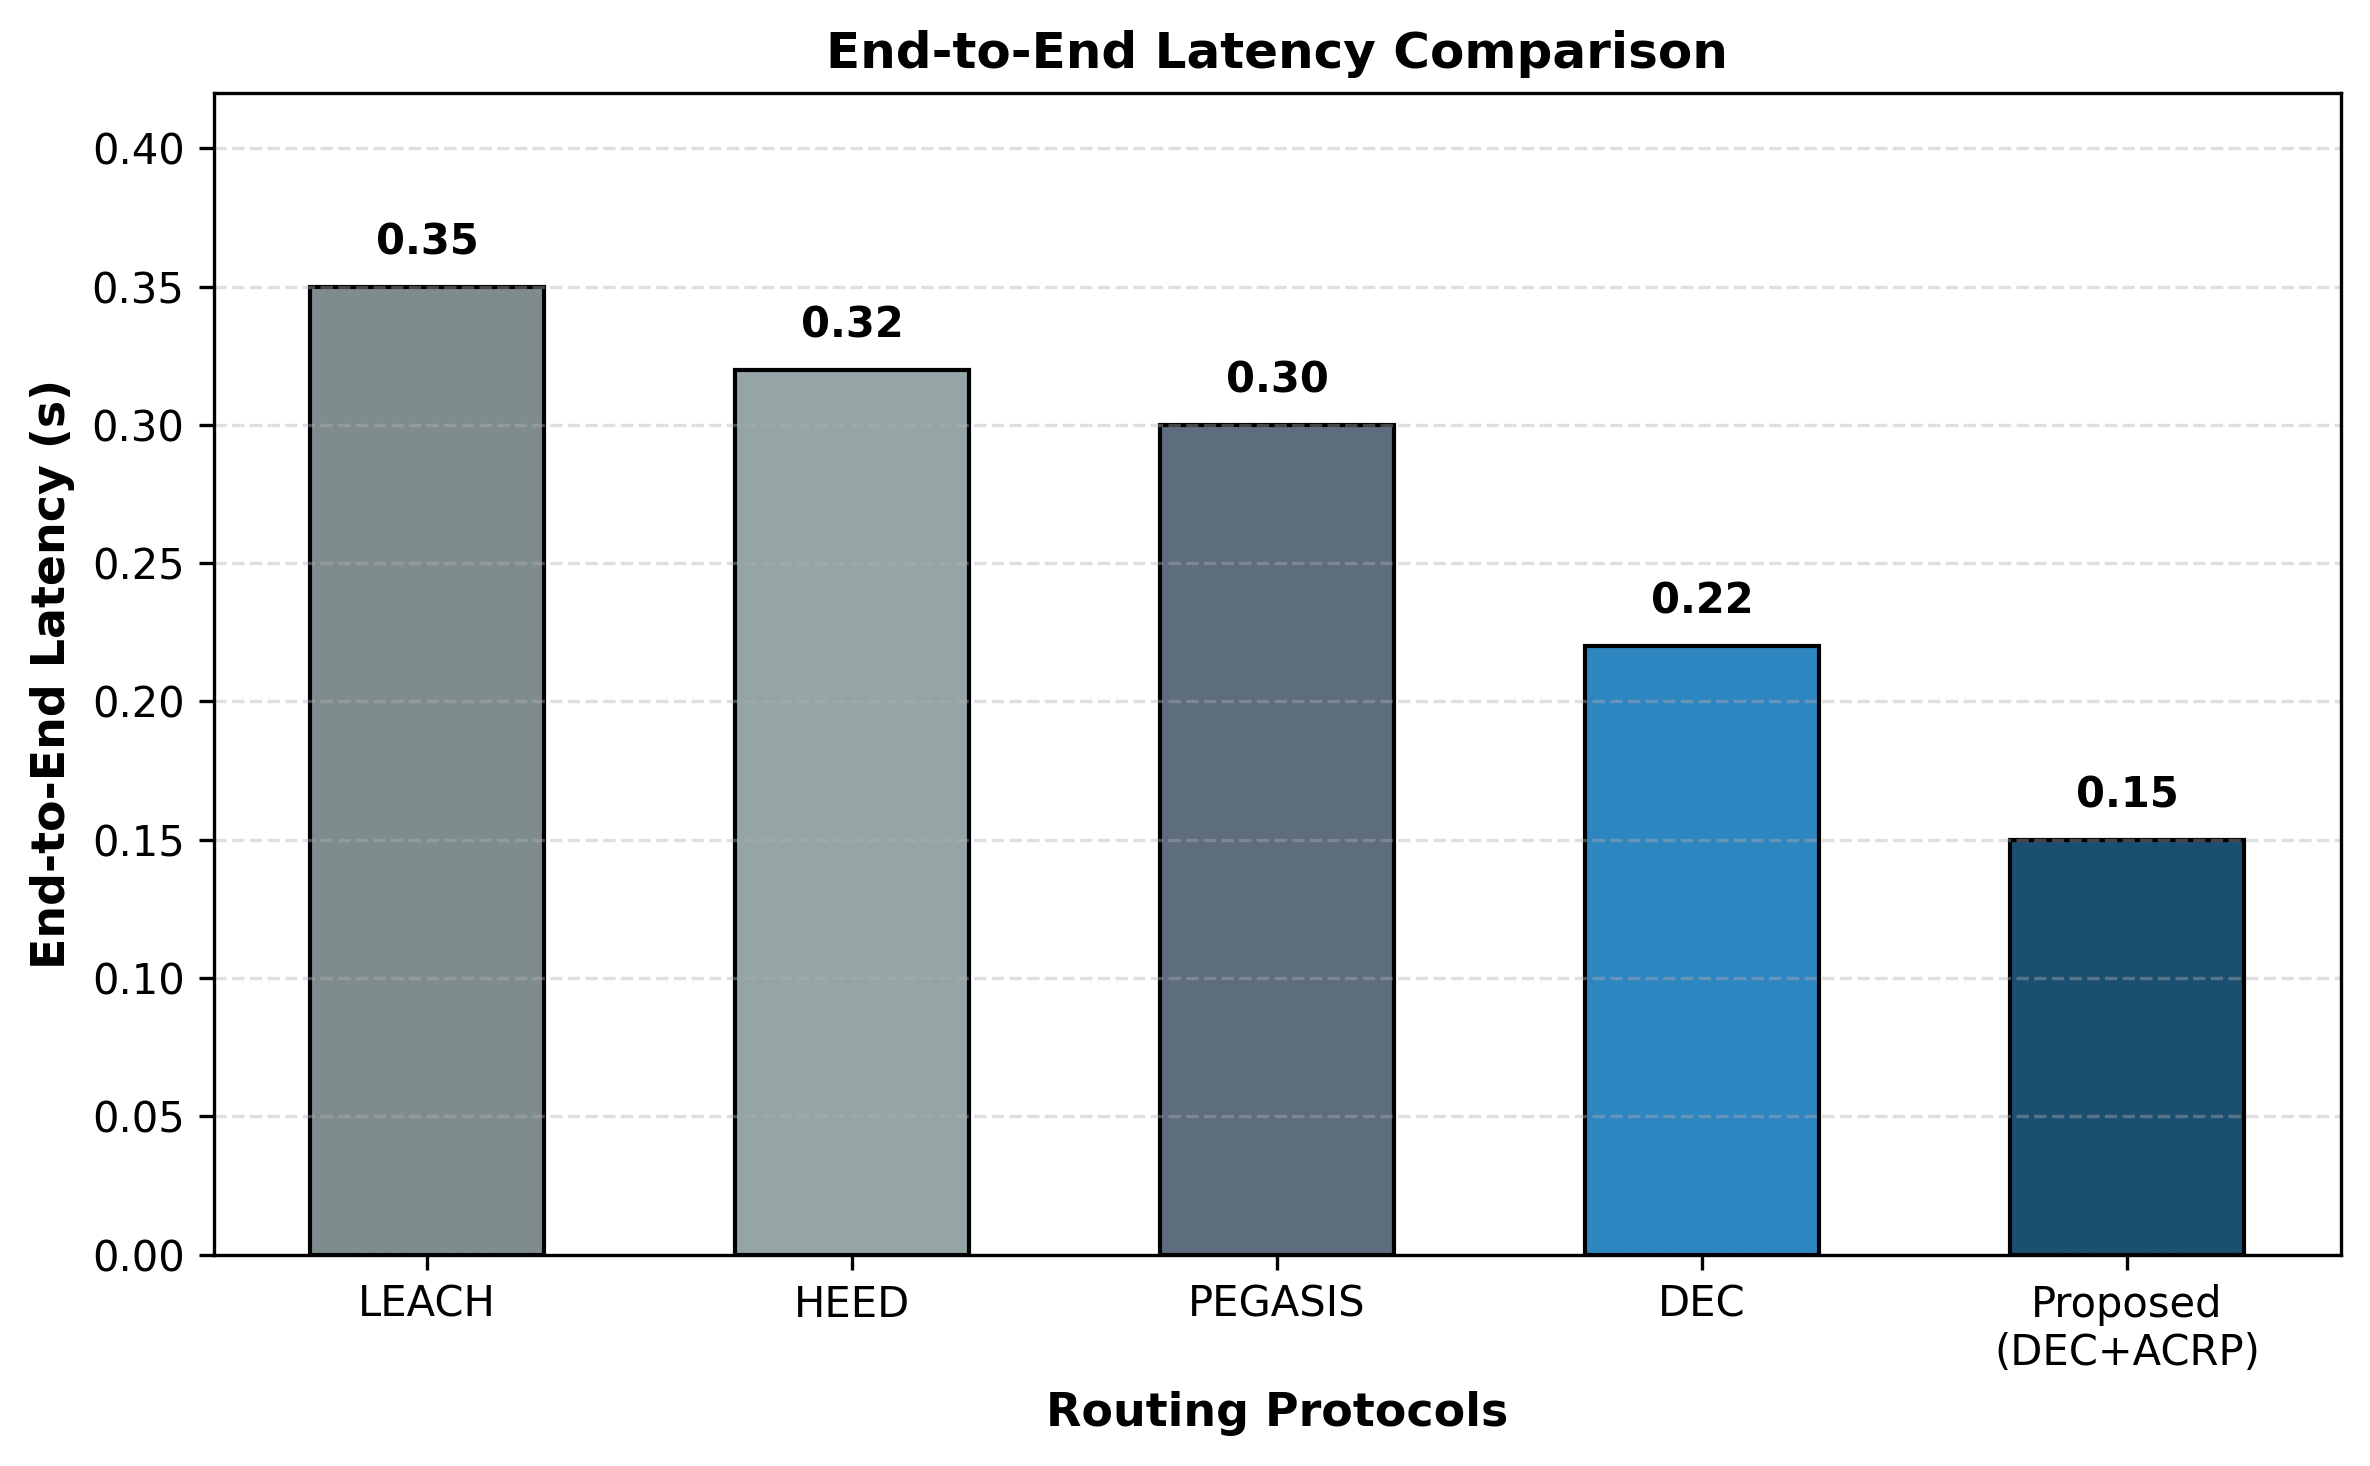 End-to-End Latency Comparison
End-to-End Latency (s)
0.40
0.35
0.30
0.25
0.20
0.15
0.10
0.05
0.00
0.35
0.32
0.30
0.22
0.15
LEACH
HEED
PEGASIS
DEC
Proposed
(DEC+ACRP)
Routing Protocols